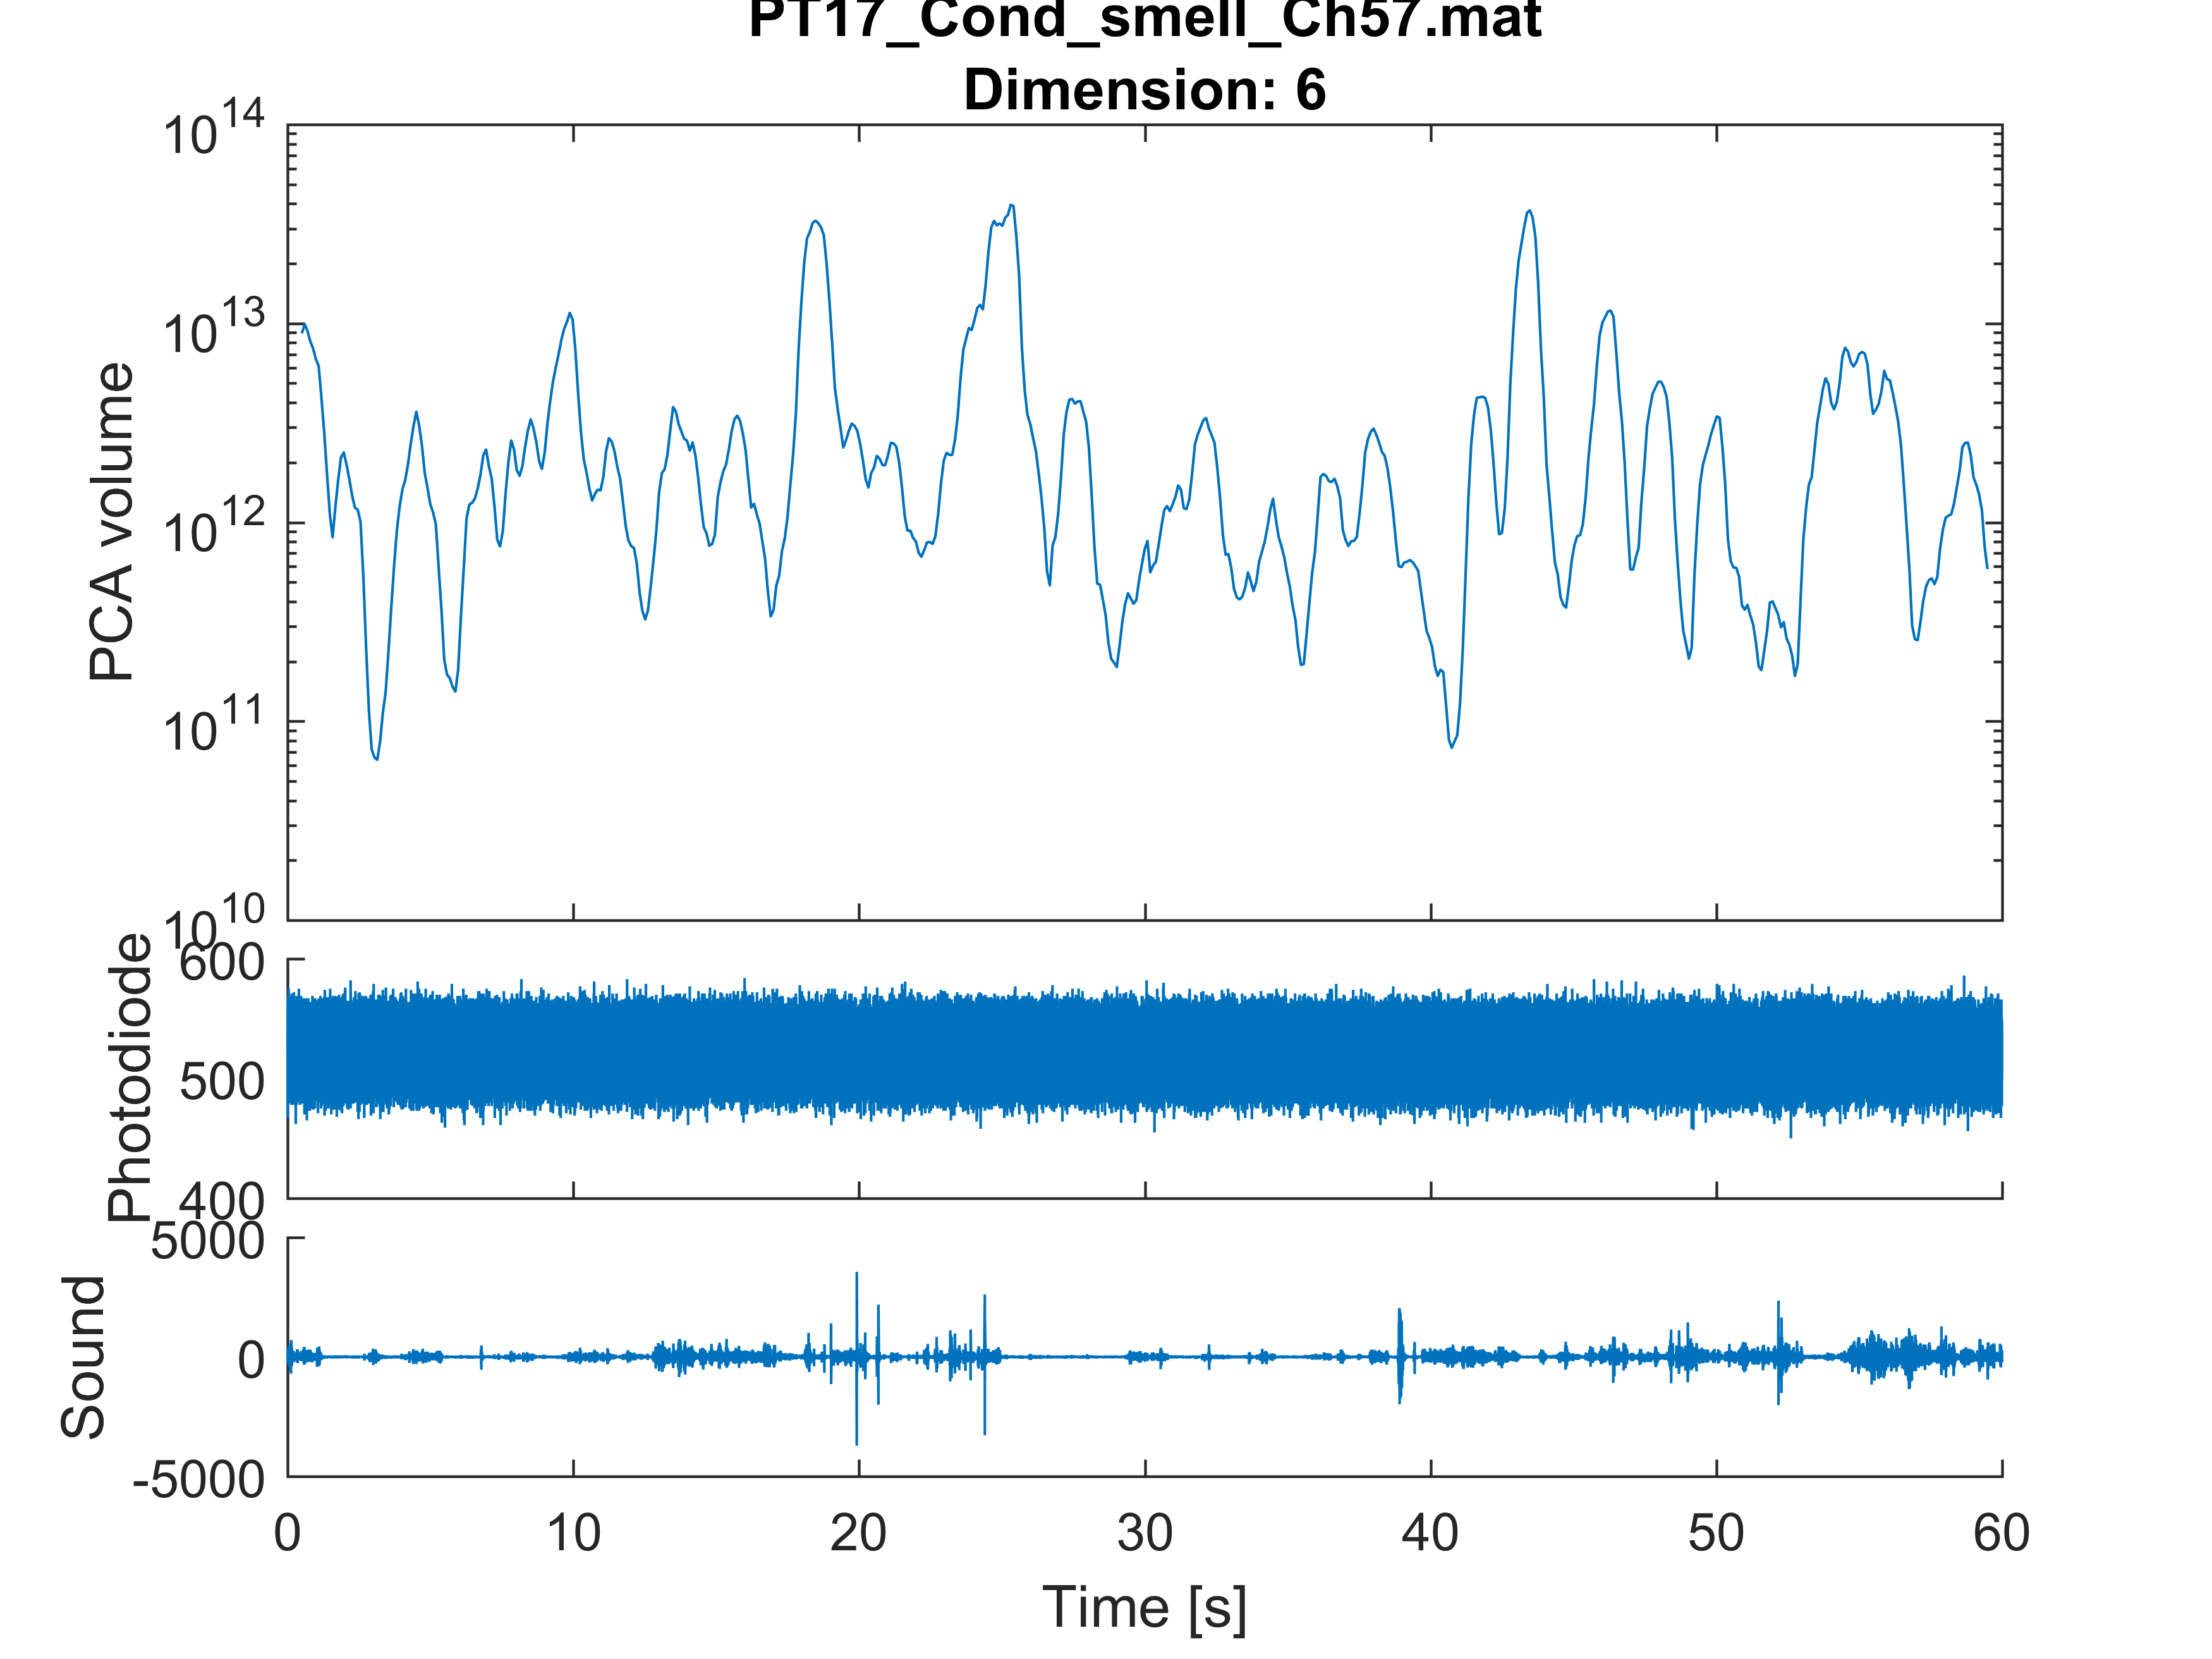 PT17_Cond_smell_Ch57.mat
Dimension: 6
10^14
10^13
10^12
10^11
10^10
PCA volume
600
500
400
Photodiode
5000
0
-5000
Sound
0 10 20 30 40 50 60
Time [s]